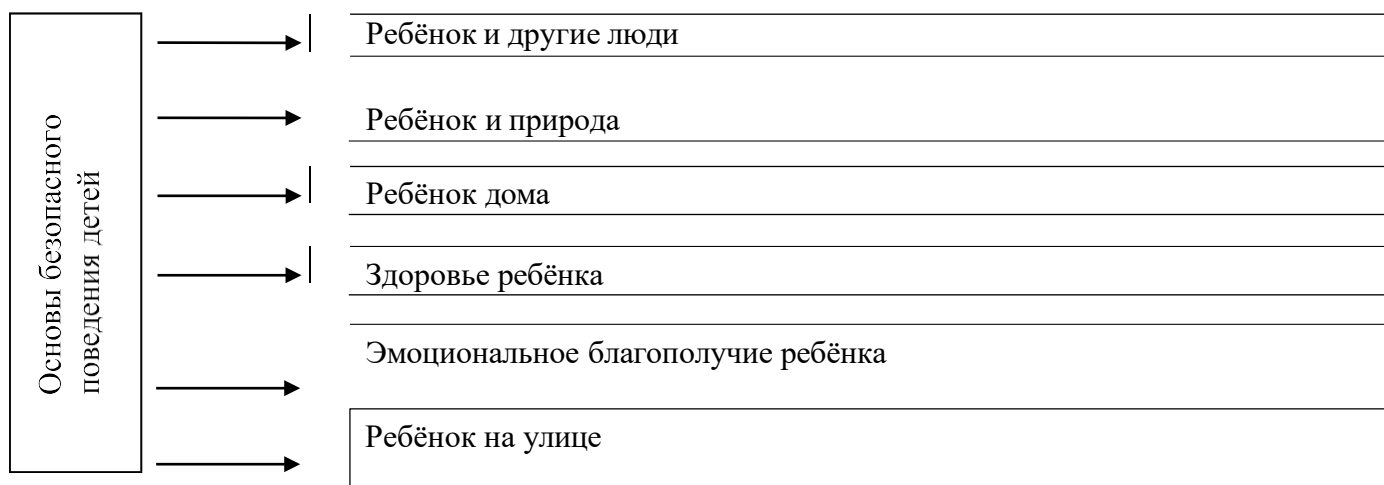 Основы безопасного
поведения детей
Ребёнок и другие люди
Ребёнок и природа
Ребёнок дома
Здоровье ребёнка
Эмоциональное благополучие ребёнка
Ребёнок на улице